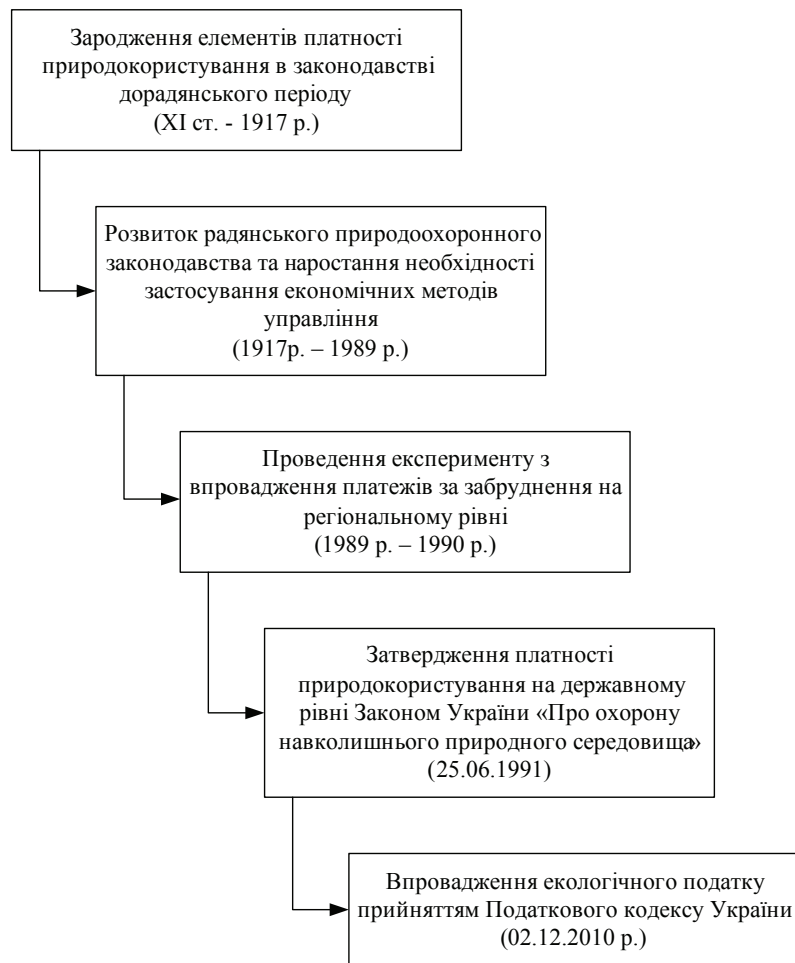 Зародження елементів платності
природокористування в законодавстві
дорадянського періоду
(XI ст. - 1917 р.)
Розвиток радянського природоохоронного
законодавства та наростання необхідності
застосування економічних методів
управління
(1917р. – 1989 р.)
Проведення експерименту з
впровадження платежів за забруднення на
регіональному рівні
(1989 р. – 1990 р.)
Затвердження платності
природокористування на державному
рівні Законом України «Про охорону
навколишнього природного середовища»
(25.06.1991)
Впровадження екологічного податку
прийняттям Податкового кодексу України
(02.12.2010 р.)